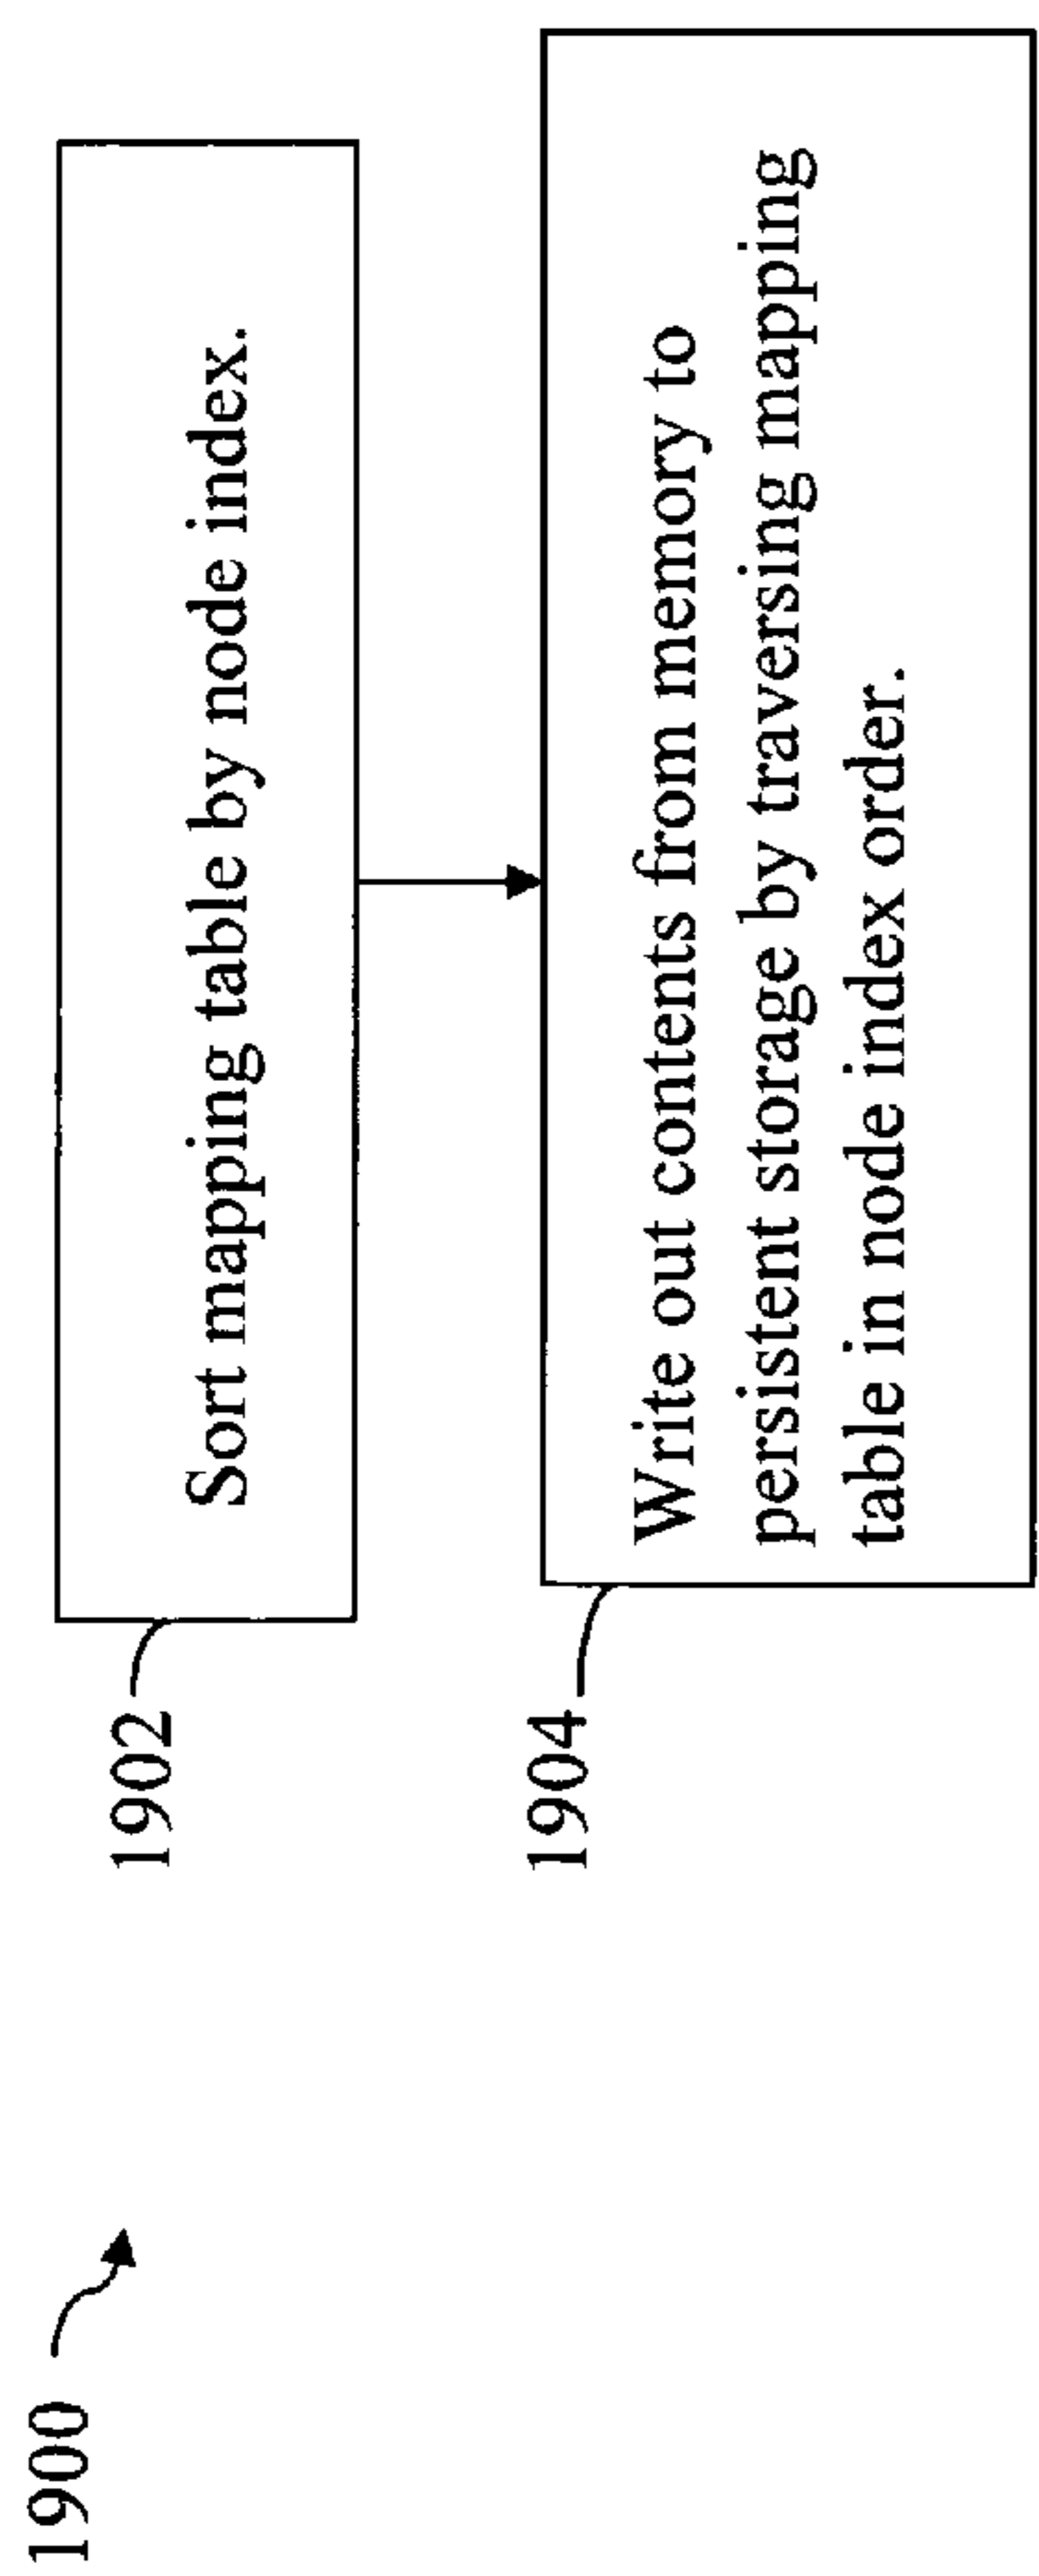 1900
1902
Sort mapping table by node index.
1904
Write out contents from memory to
persistent storage by traversing mapping
table in node index order.